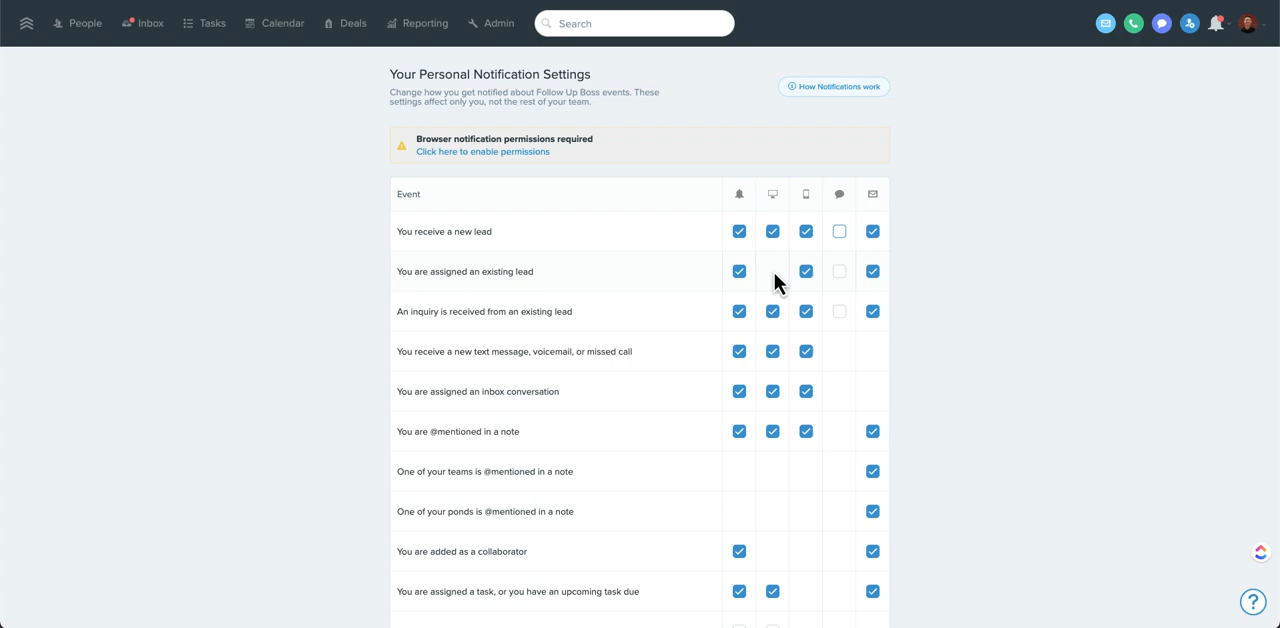 People
Inbox
Tasks
Calendar
Deals
Reporting
Admin
Search
Your Personal Notification Settings
Change how you get notified about Follow Up Boss events. These
settings affect only you, not the rest of your team.
How Notifications work
Browser notification permissions required
Click here to enable permissions
Event
You receive a new lead
You are assigned an existing lead
An inquiry is received from an existing lead
You receive a new text message, voicemail, or missed call
You are assigned an inbox conversation
You are @mentioned in a note
One of your teams is @mentioned in a note
One of your ponds is @mentioned in a note
You are added as a collaborator
You are assigned a task, or you have an upcoming task due
?